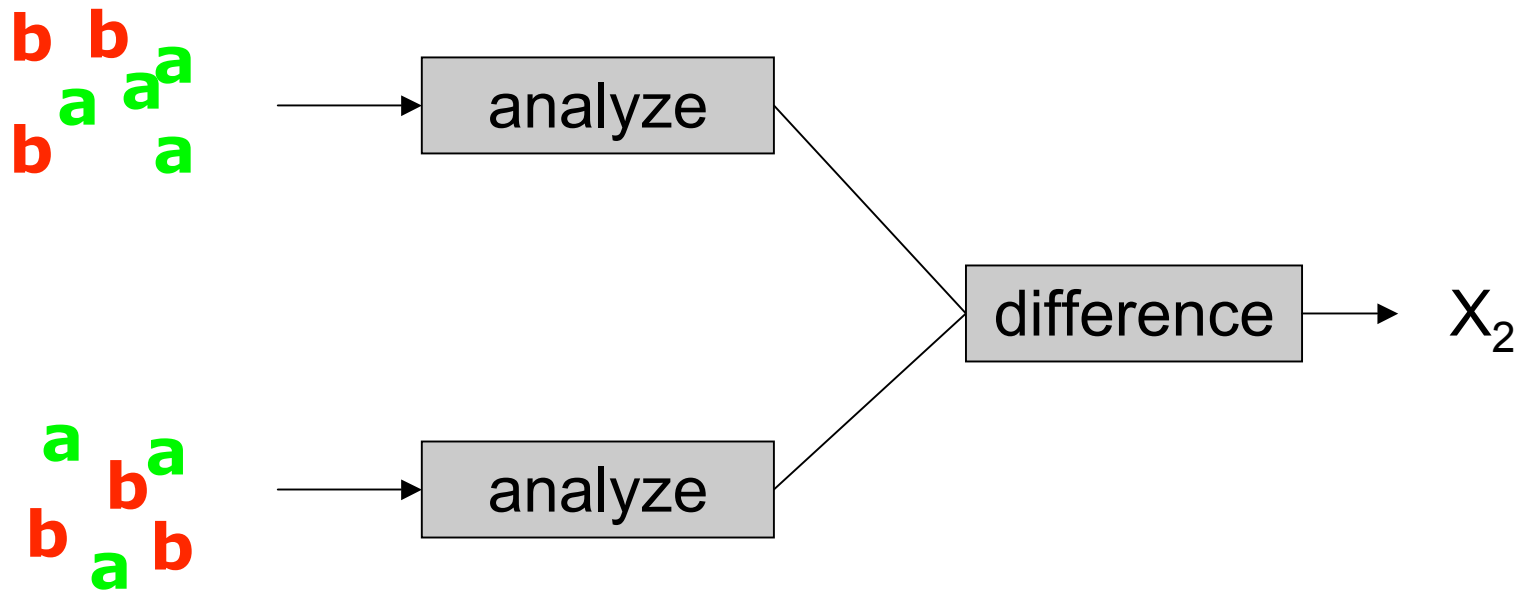 b b a
a a
b a
analyze
difference X₂
a a
b
b b
a
analyze